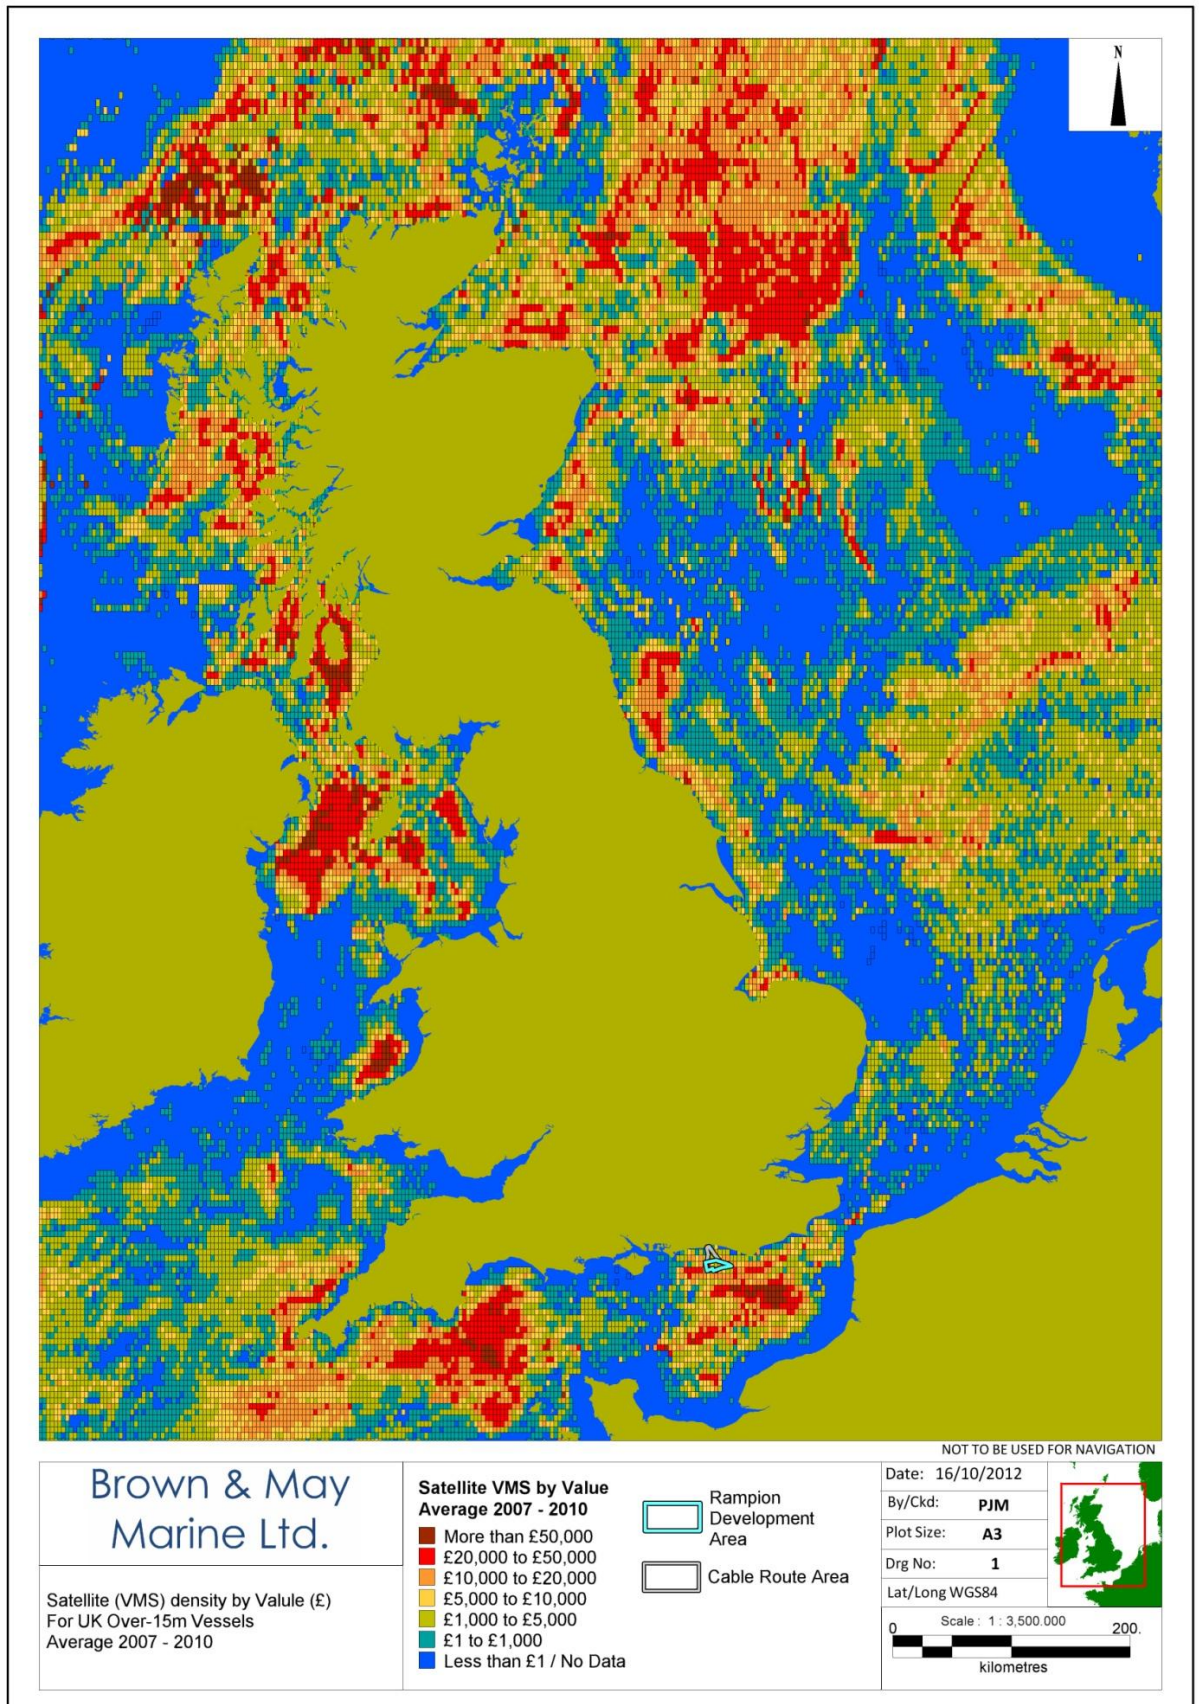 N
NOT TO BE USED FOR NAVIGATION
Brown & May
Marine Ltd.
Satellite (VMS) density by Valule (£)
For UK Over-15m Vessels
Average 2007 - 2010
Satellite VMS by Value
Average 2007 - 2010
More than £50,000
£20,000 to £50,000
£10,000 to £20,000
£5,000 to £10,000
£1,000 to £5,000
£1 to £1,000
Less than £1 / No Data
Rampion
Development
Area
Cable Route Area
Date: 16/10/2012
By/Ckd: PJM
Plot Size: A3
Drg No: 1
Lat/Long WGS84
Scale : 1 : 3,500.000
0 200.
kilometres